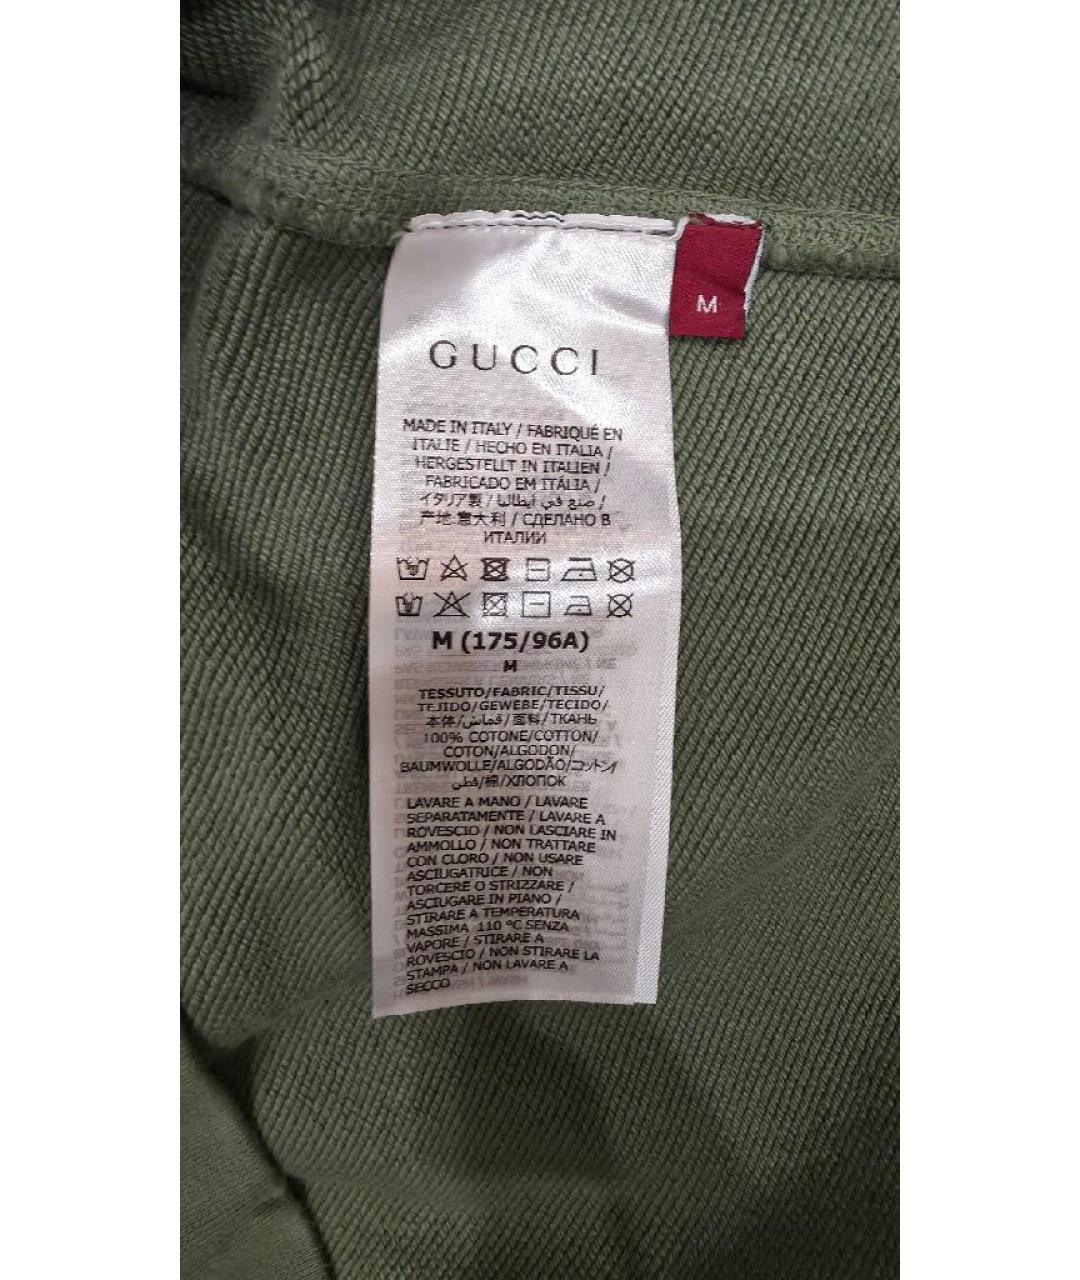 M
GUCCI
MADE IN ITALY / FABRIQUÉ EN
ITALIE / HECHO EN ITALIA /
HERGESTELLT IN ITALIEN /
FABRICADO EM ITÁLIA /
イタリア製 / صنع في ايطاليا /
产地:意大利 / СДЕЛАНО В
ИТАЛИИ
M (175/96A)
M
TESSUTO/FABRIC/TISSU/
TEJIDO/GEWEBE/TECIDO/
本体/قماش/面料/ТКАНЬ
100% COTONE/COTTON/
COTON/ALGODON/
BAUMWOLLE/ALGODÃO/コットン/
قطن/棉/ХЛОПОК
LAVARE A MANO / LAVARE
SEPARATAMENTE / LAVARE A
ROVESCIO / NON LASCIARE IN
AMMOLLO / NON TRATTARE
CON CLORO / NON USARE
ASCIUGATRICE / NON
TORCERE O STRIZZARE /
ASCIUGARE IN PIANO /
STIRARE A TEMPERATURA
MASSIMA 110 °C SENZA
VAPORE / STIRARE A
ROVESCIO / NON STIRARE LA
STAMPA / NON LAVARE A
SECCO